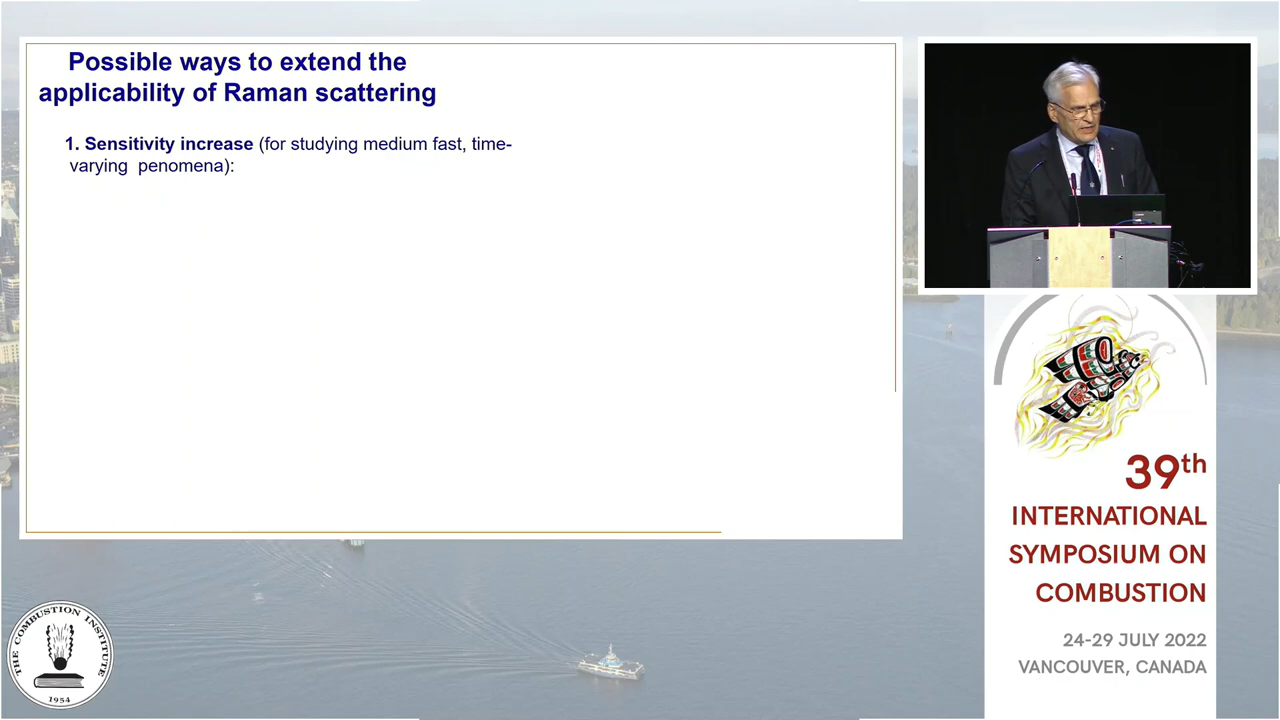 Possible ways to extend the
applicability of Raman scattering
1. Sensitivity increase (for studying medium fast, time-
varying penomena):
39th
INTERNATIONAL
SYMPOSIUM ON
COMBUSTION
24-29 JULY 2022
VANCOUVER, CANADA
THE COMBUSTION INSTITUTE
1954